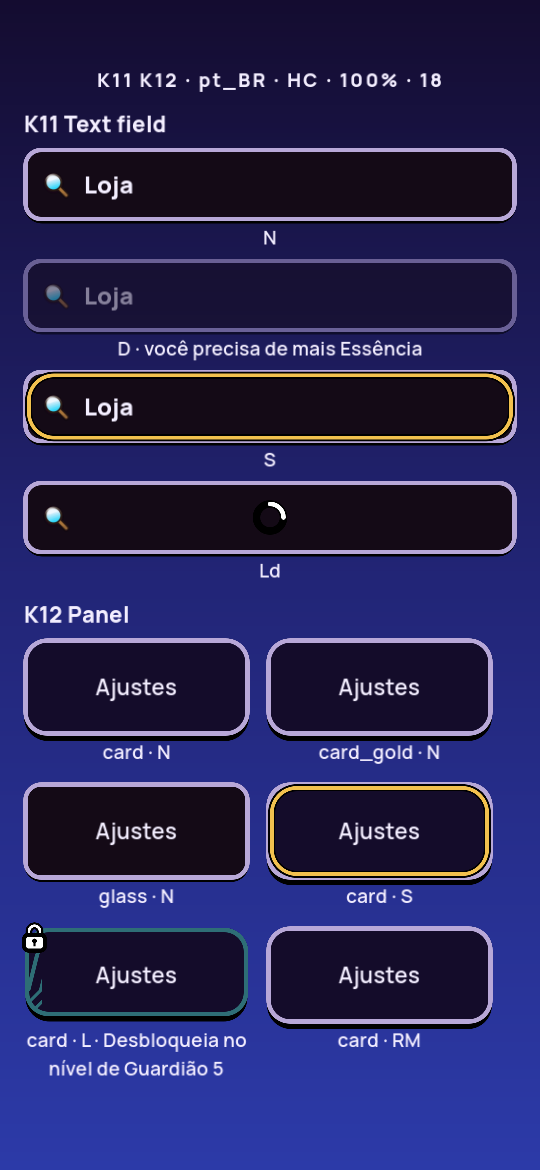 K11 K12 · pt_BR · HC · 100% · 18
K11 Text field
Loja
N
Loja
D · você precisa de mais Essência
Loja
S
Ld
K12 Panel
Ajustes
Ajustes
card · N
card_gold · N
Ajustes
Ajustes
glass · N
card · S
Ajustes
Ajustes
card · L · Desbloqueia no
nível de Guardião 5
card · RM